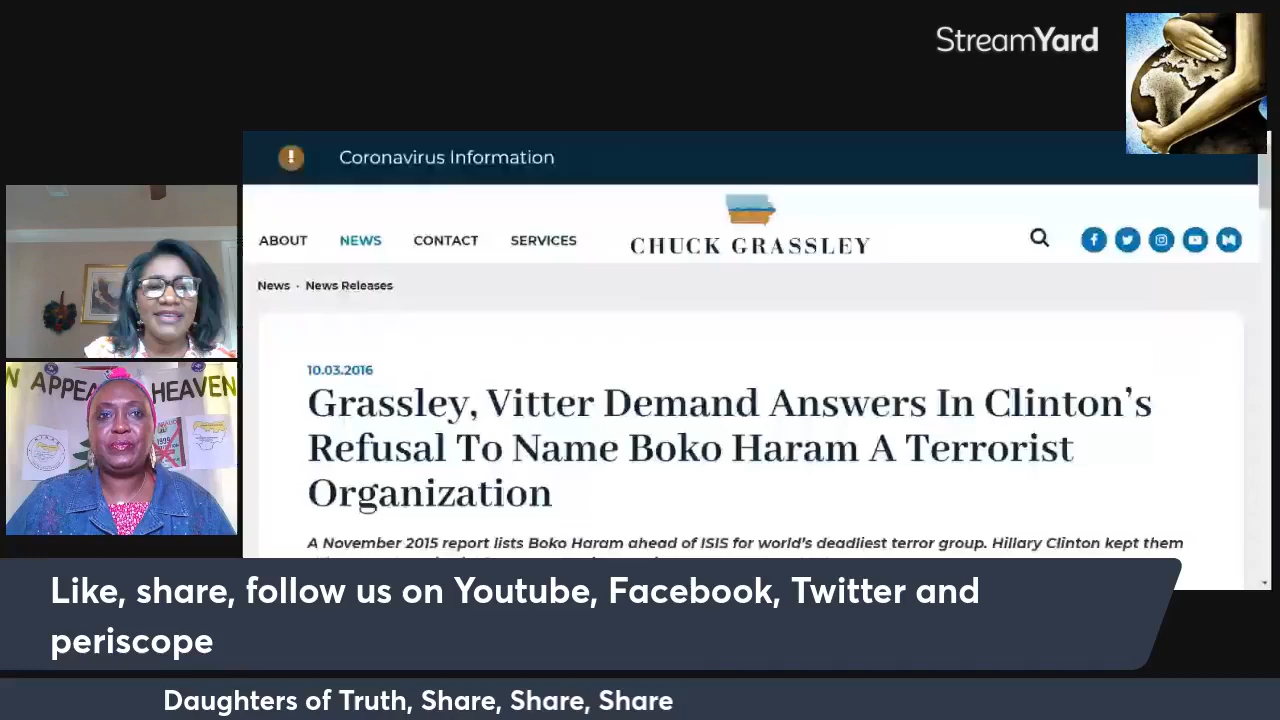 StreamYard
Coronavirus Information
ABOUT NEWS CONTACT SERVICES
CHUCK GRASSLEY
News · News Releases
10.03.2016
Grassley, Vitter Demand Answers In Clinton's
Refusal To Name Boko Haram A Terrorist
Organization
A November 2015 report lists Boko Haram ahead of ISIS for world's deadliest terror group. Hillary Clinton kept them
N APPEA HEAVEN
1999
Like, share, follow us on Youtube, Facebook, Twitter and
periscope
Daughters of Truth, Share, Share, Share